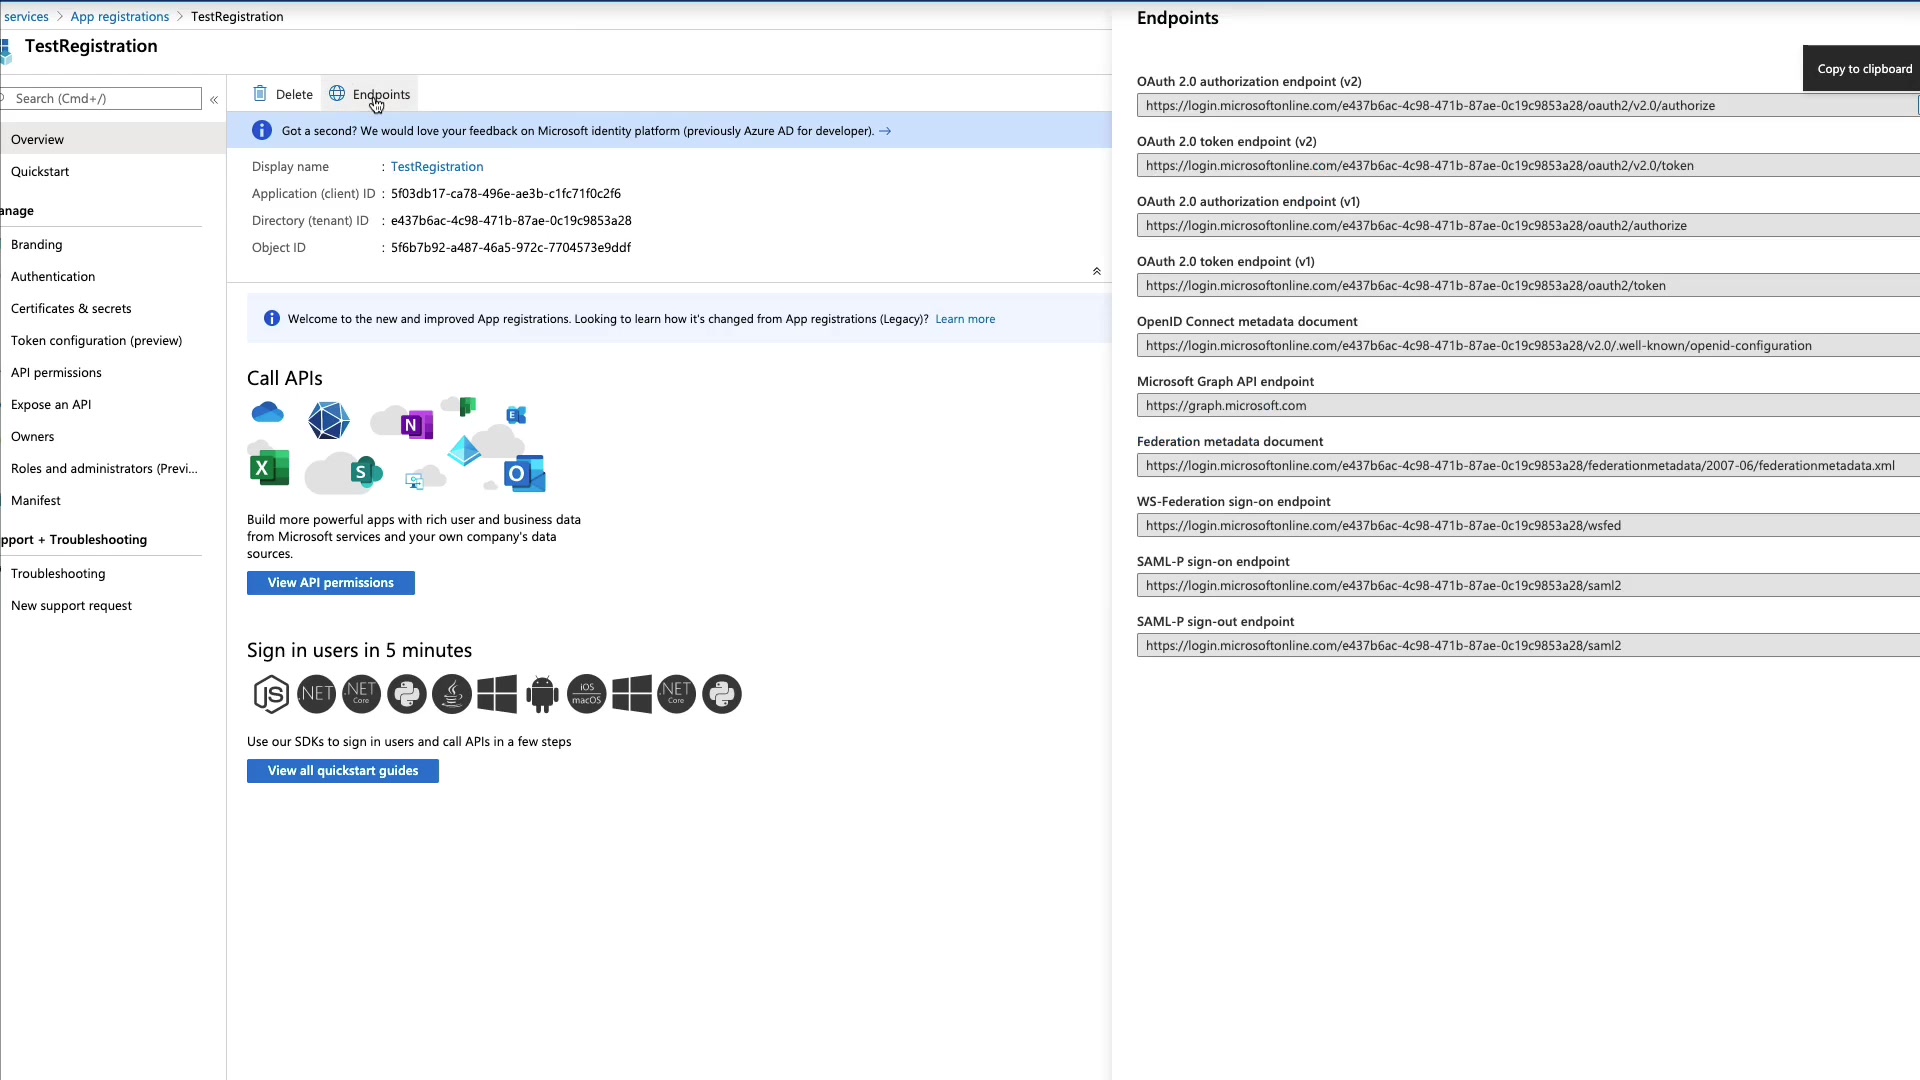 services > App registrations > TestRegistration
TestRegistration
Search (Cmd+/)
«
Overview
Quickstart
anage
Branding
Authentication
Certificates & secrets
Token configuration (preview)
API permissions
Expose an API
Owners
Roles and administrators (Previ...
Manifest
pport + Troubleshooting
Troubleshooting
New support request
Delete
Endpoints
Got a second? We would love your feedback on Microsoft identity platform (previously Azure AD for developer). →
Display name : TestRegistration
Application (client) ID : 5f03db17-ca78-496e-ae3b-c1fc71f0c2f6
Directory (tenant) ID : e437b6ac-4c98-471b-87ae-0c19c9853a28
Object ID : 5f6b7b92-a487-46a5-972c-7704573e9ddf
Welcome to the new and improved App registrations. Looking to learn how it's changed from App registrations (Legacy)? Learn more
Call APIs
N
E
X
S
O
Build more powerful apps with rich user and business data
from Microsoft services and your own company's data
sources.
View API permissions
Sign in users in 5 minutes
JS
.NET
.NET Core
iOS macOS
.NET Core
Use our SDKs to sign in users and call APIs in a few steps
View all quickstart guides
Endpoints
Copy to clipboard
OAuth 2.0 authorization endpoint (v2)
https://login.microsoftonline.com/e437b6ac-4c98-471b-87ae-0c19c9853a28/oauth2/v2.0/authorize
OAuth 2.0 token endpoint (v2)
https://login.microsoftonline.com/e437b6ac-4c98-471b-87ae-0c19c9853a28/oauth2/v2.0/token
OAuth 2.0 authorization endpoint (v1)
https://login.microsoftonline.com/e437b6ac-4c98-471b-87ae-0c19c9853a28/oauth2/authorize
OAuth 2.0 token endpoint (v1)
https://login.microsoftonline.com/e437b6ac-4c98-471b-87ae-0c19c9853a28/oauth2/token
OpenID Connect metadata document
https://login.microsoftonline.com/e437b6ac-4c98-471b-87ae-0c19c9853a28/v2.0/.well-known/openid-configuration
Microsoft Graph API endpoint
https://graph.microsoft.com
Federation metadata document
https://login.microsoftonline.com/e437b6ac-4c98-471b-87ae-0c19c9853a28/federationmetadata/2007-06/federationmetadata.xml
WS-Federation sign-on endpoint
https://login.microsoftonline.com/e437b6ac-4c98-471b-87ae-0c19c9853a28/wsfed
SAML-P sign-on endpoint
https://login.microsoftonline.com/e437b6ac-4c98-471b-87ae-0c19c9853a28/saml2
SAML-P sign-out endpoint
https://login.microsoftonline.com/e437b6ac-4c98-471b-87ae-0c19c9853a28/saml2